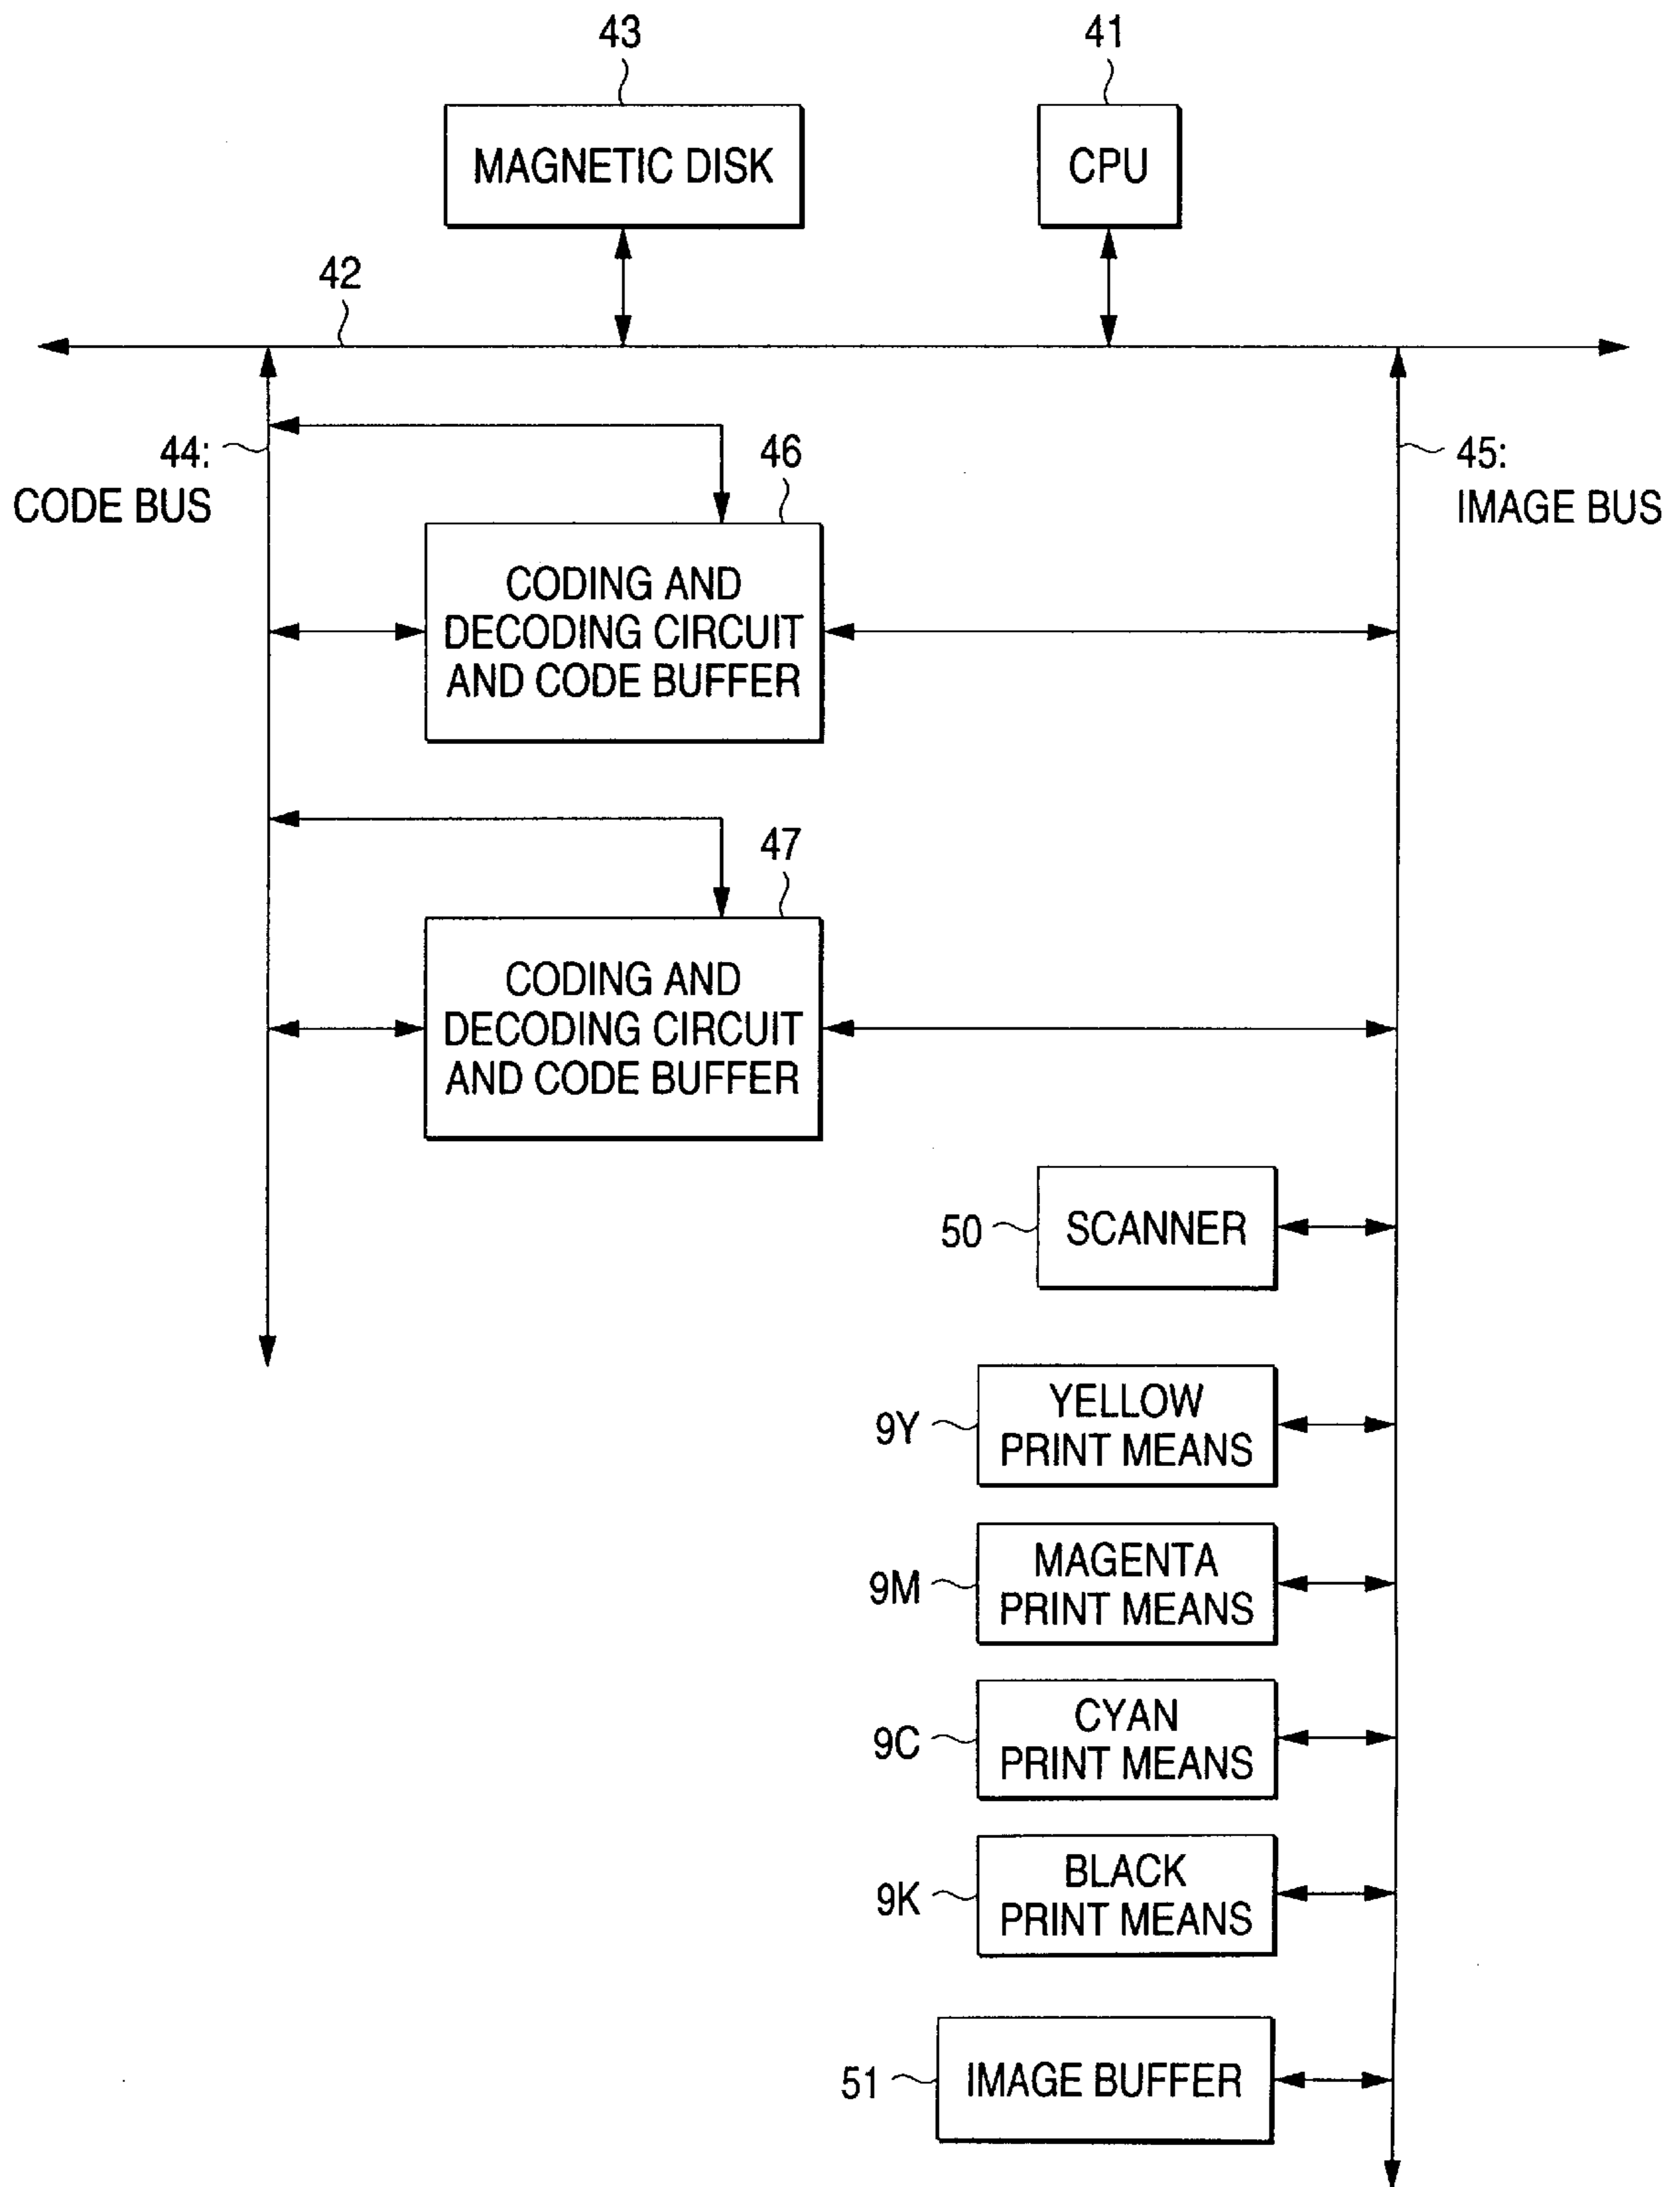 43
41
MAGNETIC DISK
CPU
42
44:
CODE BUS
46
45:
IMAGE BUS
CODING AND
DECODING CIRCUIT
AND CODE BUFFER
47
CODING AND
DECODING CIRCUIT
AND CODE BUFFER
50
SCANNER
9Y
YELLOW
PRINT MEANS
9M
MAGENTA
PRINT MEANS
9C
CYAN
PRINT MEANS
9K
BLACK
PRINT MEANS
51
IMAGE BUFFER